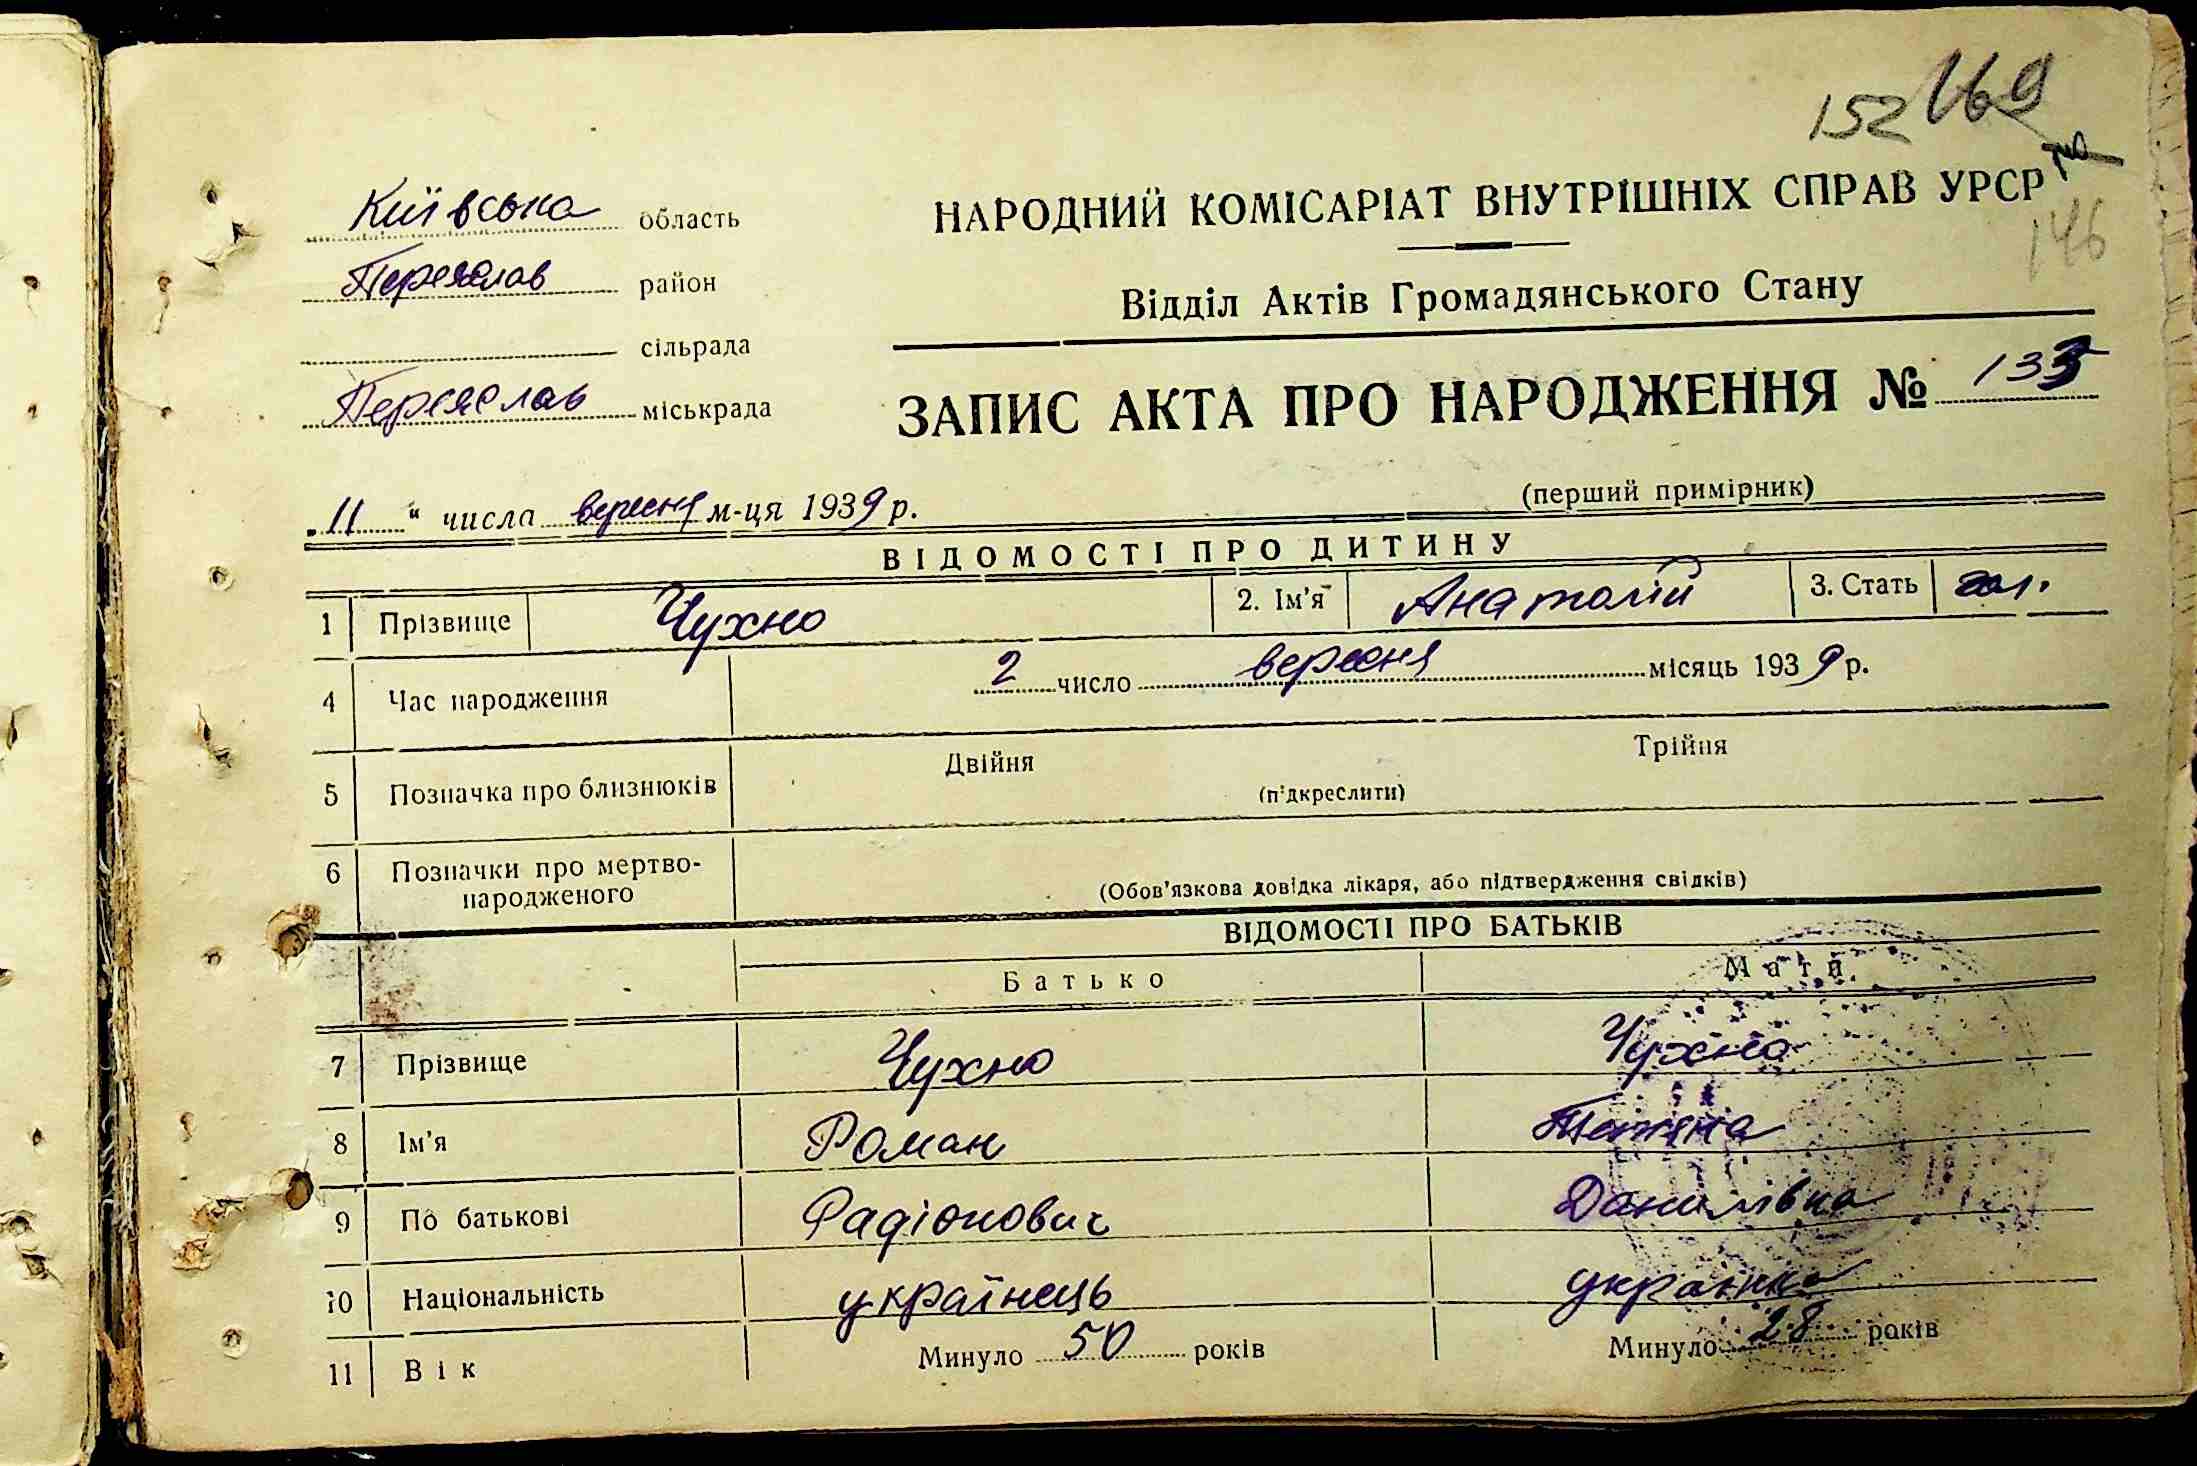 152 169
Київська область
НАРОДНИЙ КОМІСАРІАТ ВНУТРІШНІХ СПРАВ УРСР
146
Переяслав район
Відділ Актів Громадянського Стану
сільрада
Переяслав міськрада
ЗАПИС АКТА ПРО НАРОДЖЕННЯ № 133
(перший примірник)
„11“ числа вересня м-ця 1939 р.
ВІДОМОСТІ ПРО ДИТИНУ
1 Прізвище Чухно 2. Ім'я Анатолій 3. Стать
4 Час народження 2 число вересня місяць 1939 р.
5 Позначка про близнюків Двійня Трійня
(підкреслити)
6 Позначки про мертво-
народженого
(Обов'язкова довідка лікаря, або підтвердження свідків)
ВІДОМОСТІ ПРО БАТЬКІВ
Батько Мати
7 Прізвище Чухно Чухно
8 Ім'я Роман Тетяна
9 По батькові Радіонович Данилівна
10 Національність українець українка
11 Вік Минуло 50 років Минуло 28 років